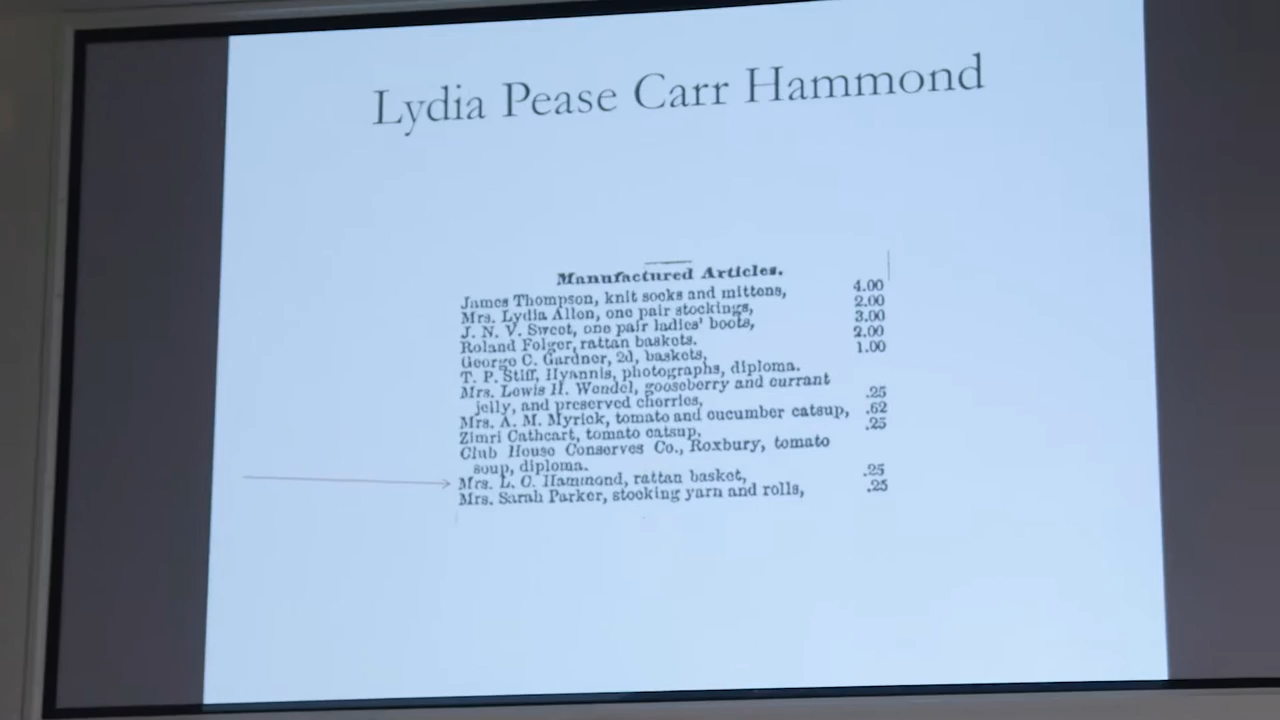 Lydia Pease Carr Hammond
Manufactured Articles.
James Thompson, knit socks and mittens, 4.00
Mrs. Lydia Allen, one pair stockings, 2.00
J. N. V. Sweet, one pair ladies' boots, 3.00
Roland Folger, rattan baskets. 2.00
George C. Gardner, 2d, baskets, 1.00
T. P. Stiff, Hyannis, photographs, diploma.
Mrs. Lewis H. Wendel, gooseberry and currant
jelly, and preserved cherries, .25
Mrs. A. M. Myrick, tomato and cucumber catsup, .62
Zimri Cathcart, tomato catsup, .25
Club House Conserves Co., Roxbury, tomato
soup, diploma.
Mrs. L. C. Hammond, rattan basket, .25
Mrs. Sarah Parker, stocking yarn and rolls, .25